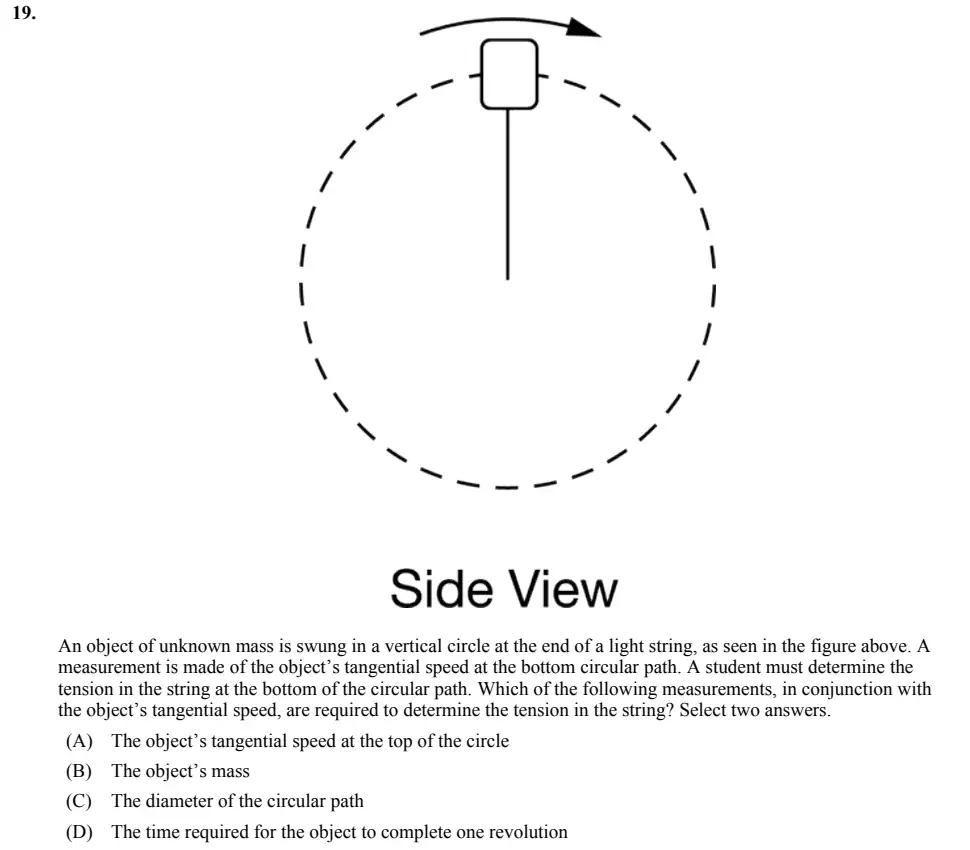 19.
Side View
An object of unknown mass is swung in a vertical circle at the end of a light string, as seen in the figure above. A
measurement is made of the object's tangential speed at the bottom circular path. A student must determine the
tension in the string at the bottom of the circular path. Which of the following measurements, in conjunction with
the object's tangential speed, are required to determine the tension in the string? Select two answers.
(A) The object's tangential speed at the top of the circle
(B) The object's mass
(C) The diameter of the circular path
(D) The time required for the object to complete one revolution